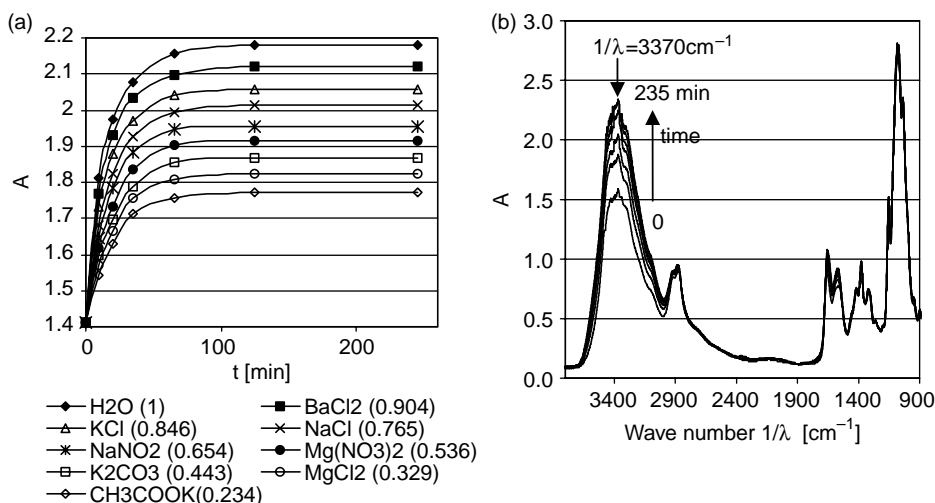 (a)
2.2
2.1
2
1.9
1.8
1.7
1.6
1.5
1.4
A
0
100
200
t [min]
H2O (1)
BaCl2 (0.904)
KCl (0.846)
NaCl (0.765)
NaNO2 (0.654)
Mg(NO3)2 (0.536)
K2CO3 (0.443)
MgCl2 (0.329)
CH3COOK(0.234)
(b)
3.0
2.5
2.0
1.5
1.0
0.5
0.0
A
1/λ=3370cm⁻¹
235 min
time
0
3400
2900
2400
1900
1400
900
Wave number 1/λ [cm⁻¹]